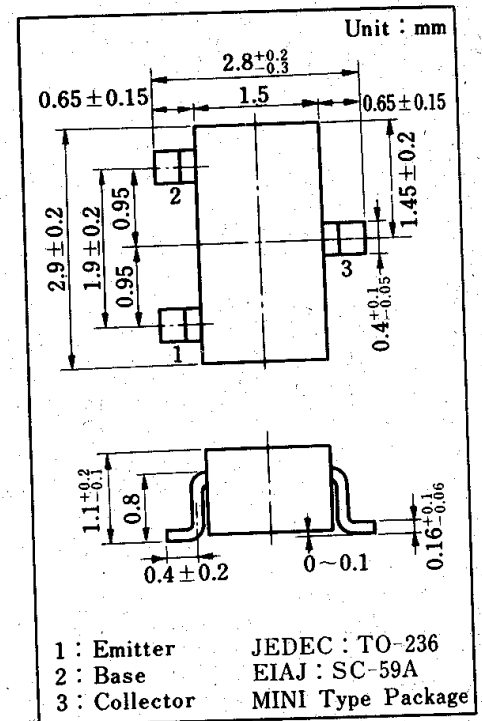 Unit : mm
2.8 +0.2 -0.3
0.65±0.15 1.5 0.65±0.15
2
1.45±0.2
0.95
1.9±0.2
2.9±0.2
0.95
3
0.4 +0.1 -0.05
1
1.1 +0.2 -0.1
0.8
0.16 +0.1 -0.06
0.4±0.2
0~0.1
1 : Emitter JEDEC : TO-236
2 : Base EIAJ : SC-59A
3 : Collector MINI Type Package